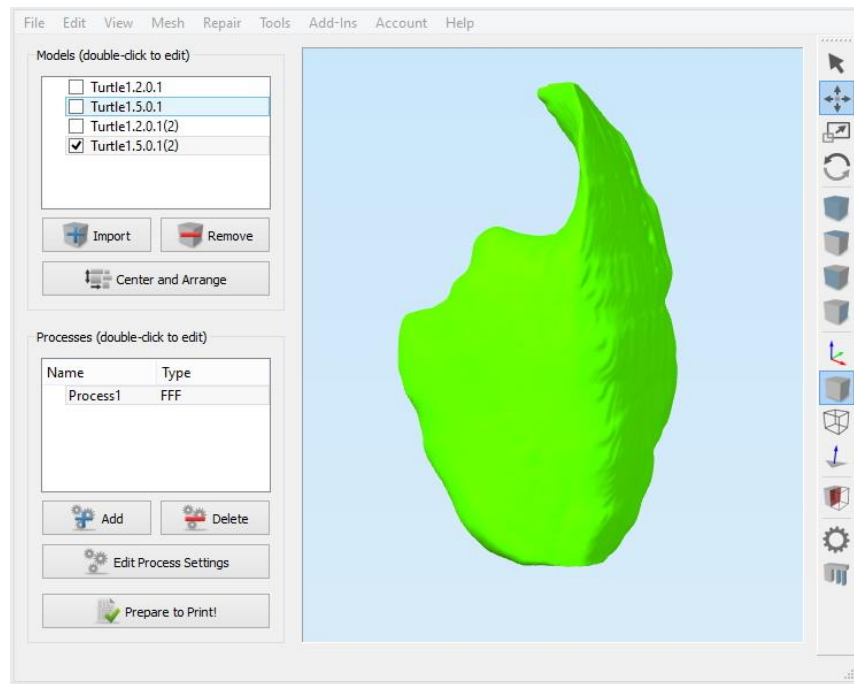 File Edit View Mesh Repair Tools Add-Ins Account Help
Models (double-click to edit)
Turtle1.2.0.1
Turtle1.5.0.1
Turtle1.2.0.1(2)
Turtle1.5.0.1(2)
Import Remove
Center and Arrange
Processes (double-click to edit)
Name Type
Process1 FFF
Add Delete
Edit Process Settings
Prepare to Print!